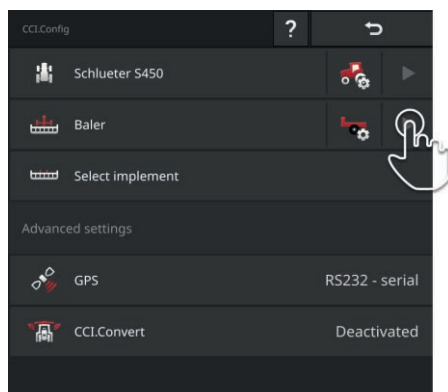 CCI.Config
?
Schlueter S450
Baler
Select implement
Advanced settings
GPS
RS232 - serial
CCI.Convert
Deactivated